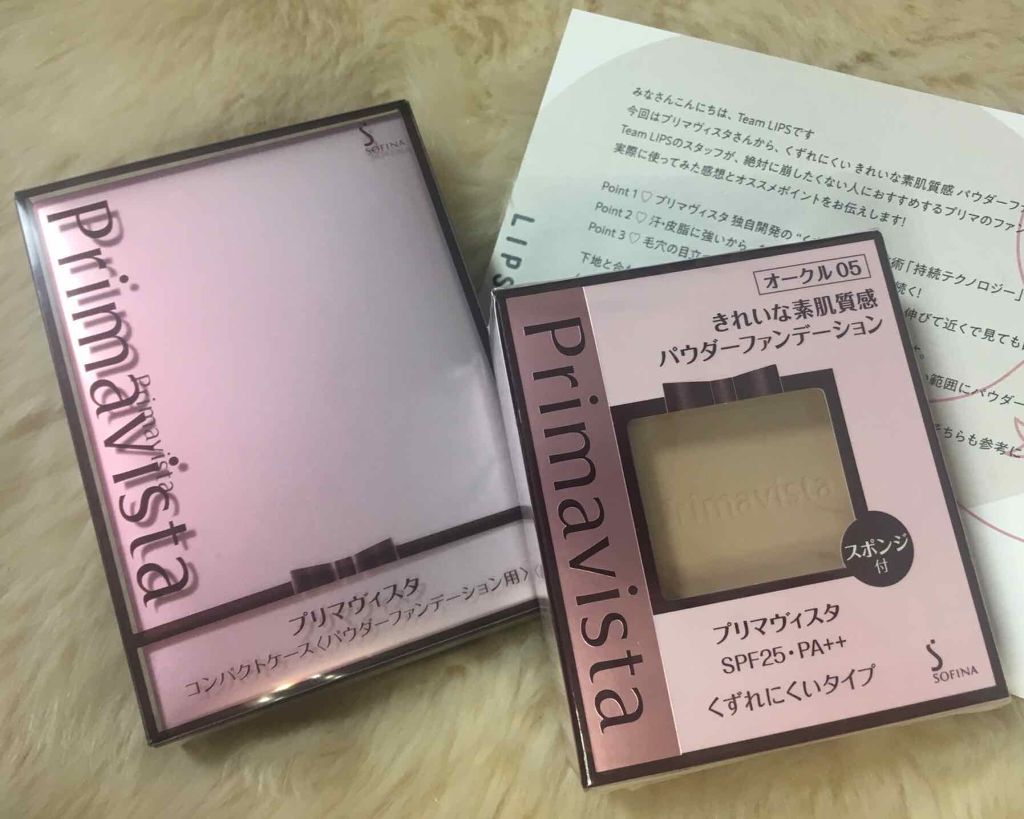 SOFINA
Primavista
Primavista
プリマヴィスタ
コンパクトケース〈パウダーファンデーション用〉
LIPS
みなさんこんにちは、Team LIPSです
今回はプリマヴィスタさんから、くずれにくい きれいな素肌質感 パウダーフ
Team LIPSのスタッフが、絶対に崩したくない人におすすめするプリマのファン
実際に使ってみた感想とオススメポイントをお伝えします!
Point 1 ♡ プリマヴィスタ 独自開発の
術「持続テクノロジー」
Point 2 ♡ 汗・皮脂に強いから
続く!
Point 3 ♡ 毛穴の目立
伸びて近くで見ても
下地と合
範囲にパウダー
ちらも参考に
オークル 05
きれいな素肌質感
パウダーファンデーション
Primavista
Primavista
スポンジ
付
プリマヴィスタ
SPF25・PA++
くずれにくいタイプ
SOFINA